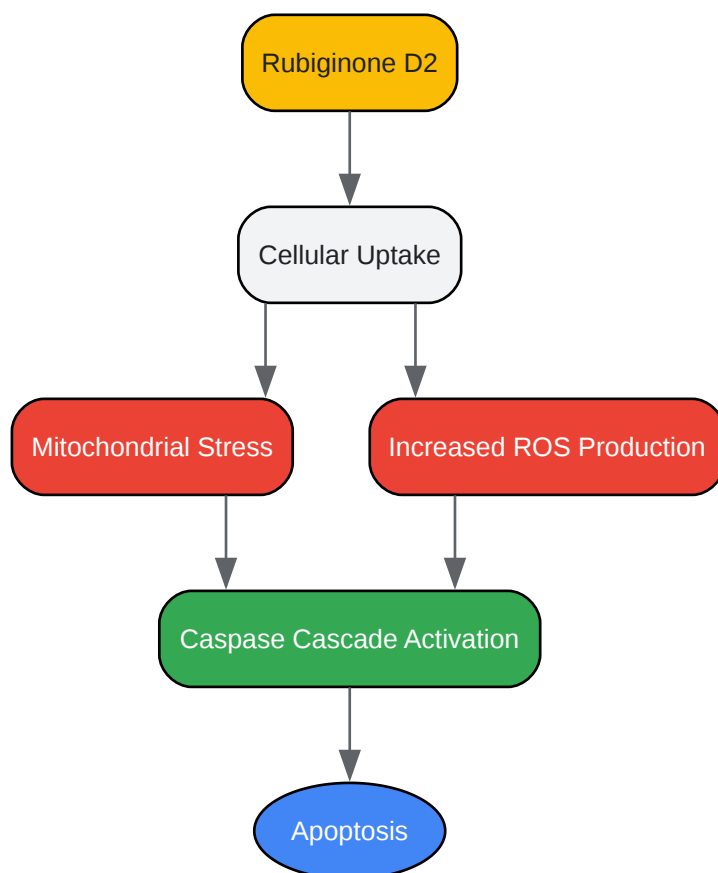 Rubiginone D2
Cellular Uptake
Mitochondrial Stress
Increased ROS Production
Caspase Cascade Activation
Apoptosis